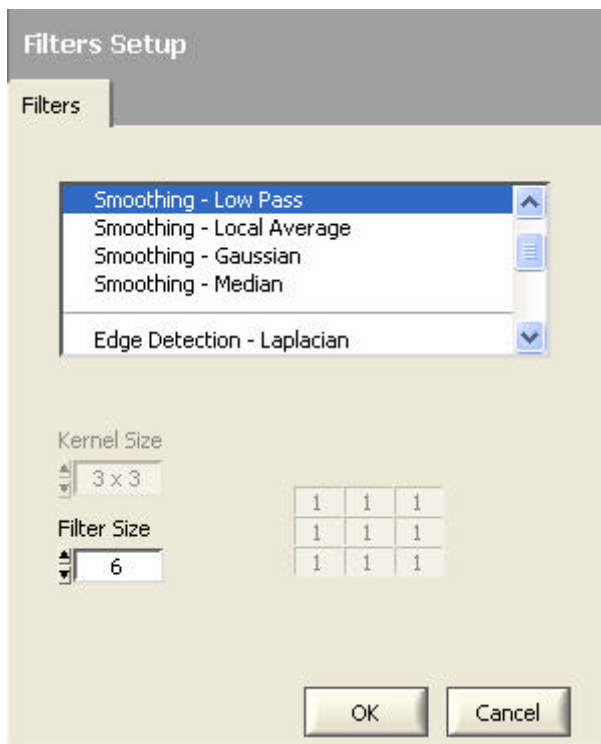 Filters Setup
Filters
Smoothing - Low Pass
Smoothing - Local Average
Smoothing - Gaussian
Smoothing - Median
Edge Detection - Laplacian
Kernel Size
3 x 3
Filter Size
6
1 1 1
1 1 1
1 1 1
OK Cancel